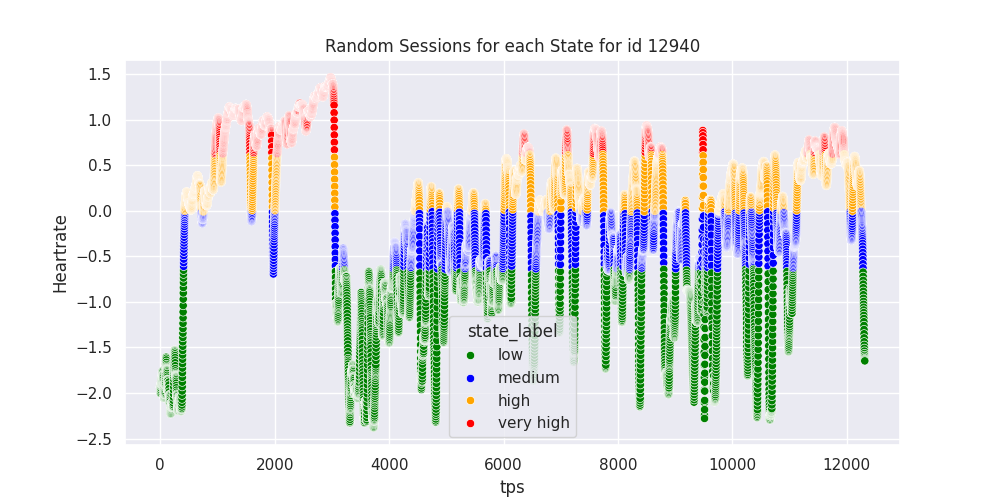 Random Sessions for each State for id 12940
Heartrate
1.5
1.0
0.5
0.0
−0.5
−1.0
−1.5
−2.0
−2.5
state_label
low
medium
high
very high
0
2000
4000
6000
8000
10000
12000
tps